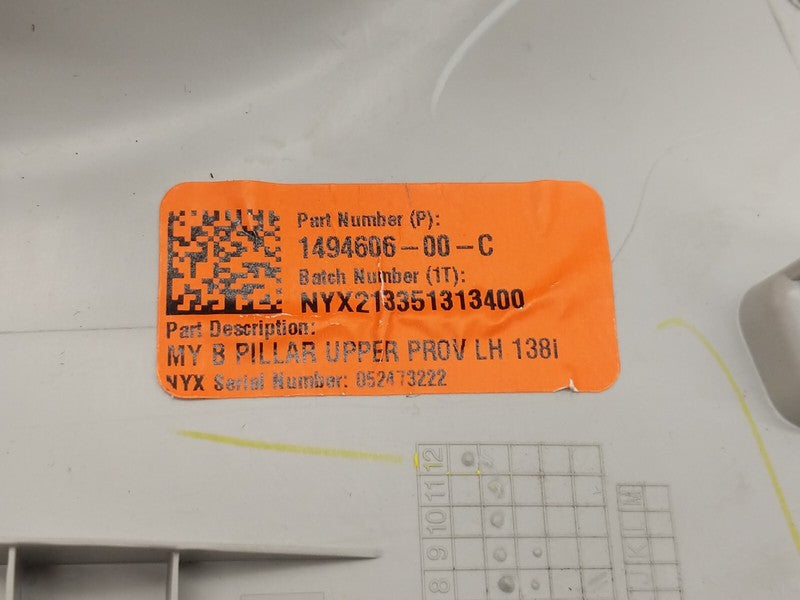 Part Number (P):
1494606-00-C
Batch Number (1T):
NYX213351313400
Part Description:
MY B PILLAR UPPER PROV LH 138i
NYX Serial Number: 052473222
12
11
10
9
8
M
L
K
J